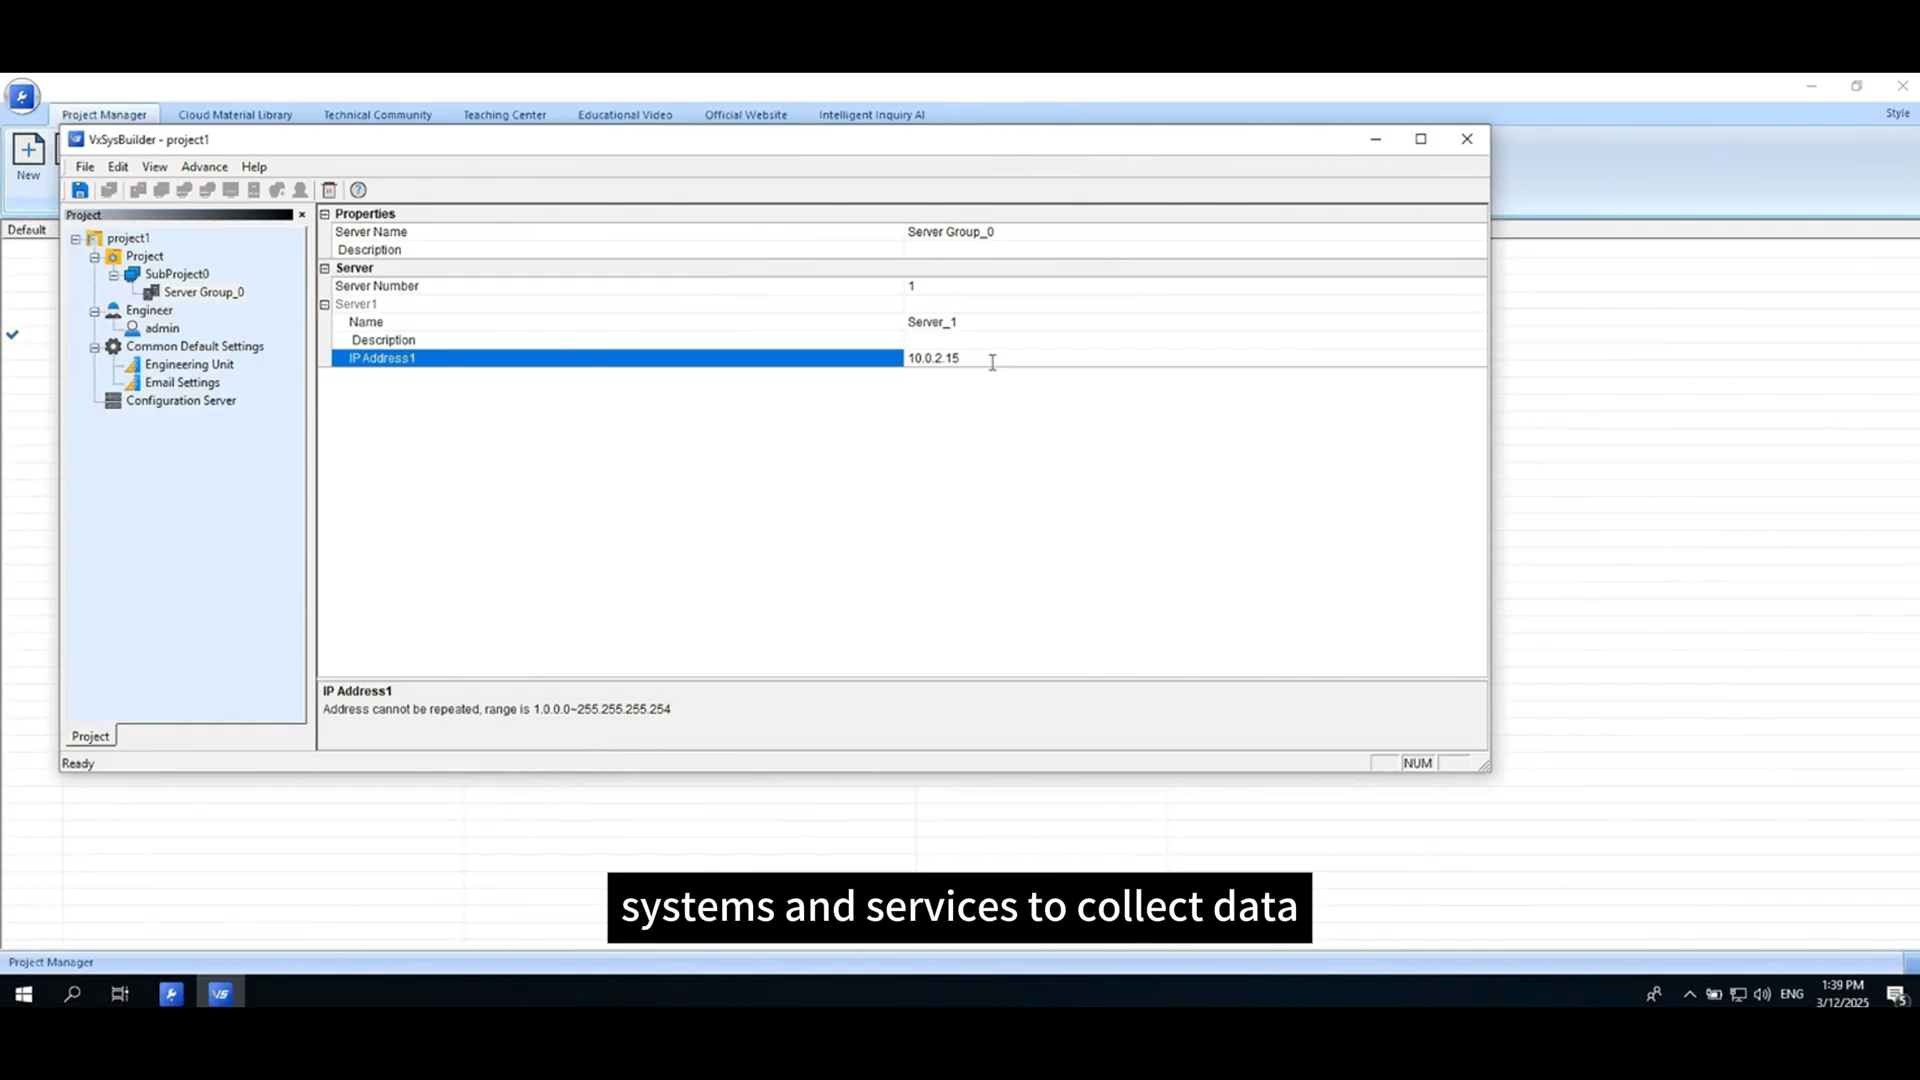 Project Manager
Cloud Material Library
Technical Community
Teaching Center
Educational Video
Official Website
Intelligent Inquiry AI
Style
New
VxSysBuilder - project1
File
Edit
View
Advance
Help
Project
Default
project1
Project
SubProject0
Server Group_0
Engineer
admin
Common Default Settings
Engineering Unit
Email Settings
Configuration Server
Properties
Server Name Server Group_0
Description
Server
Server Number 1
Server1
Name Server_1
Description
IP Address1 10.0.2.15
IP Address1
Address cannot be repeated, range is 1.0.0.0~255.255.255.254
Project
Ready
NUM
systems and services to collect data
Project Manager
VS
ENG
1:39 PM
3/12/2025
5